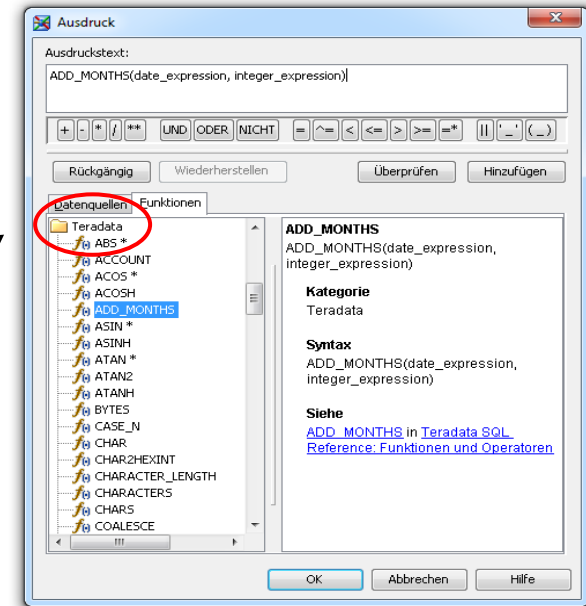 Ausdruck
Ausdruckstext:
ADD_MONTHS(date_expression, integer_expression)
+ - * / ** UND ODER NICHT = ^= < <= > >= =* || '_' (_)
Rückgängig Wiederherstellen Überprüfen Hinzufügen
Datenquellen Funktionen
Teradata
ABS *
ACCOUNT
ACOS *
ACOSH
ADD_MONTHS
ASIN *
ASINH
ATAN *
ATAN2
ATANH
BYTES
CASE_N
CHAR
CHAR2HEXINT
CHARACTER_LENGTH
CHARACTERS
CHARS
COALESCE
ADD_MONTHS
ADD_MONTHS(date_expression,
integer_expression)
Kategorie
Teradata
Syntax
ADD_MONTHS(date_expression,
integer_expression)
Siehe
ADD_MONTHS in Teradata SQL
Reference: Funktionen und Operatoren
OK Abbrechen Hilfe